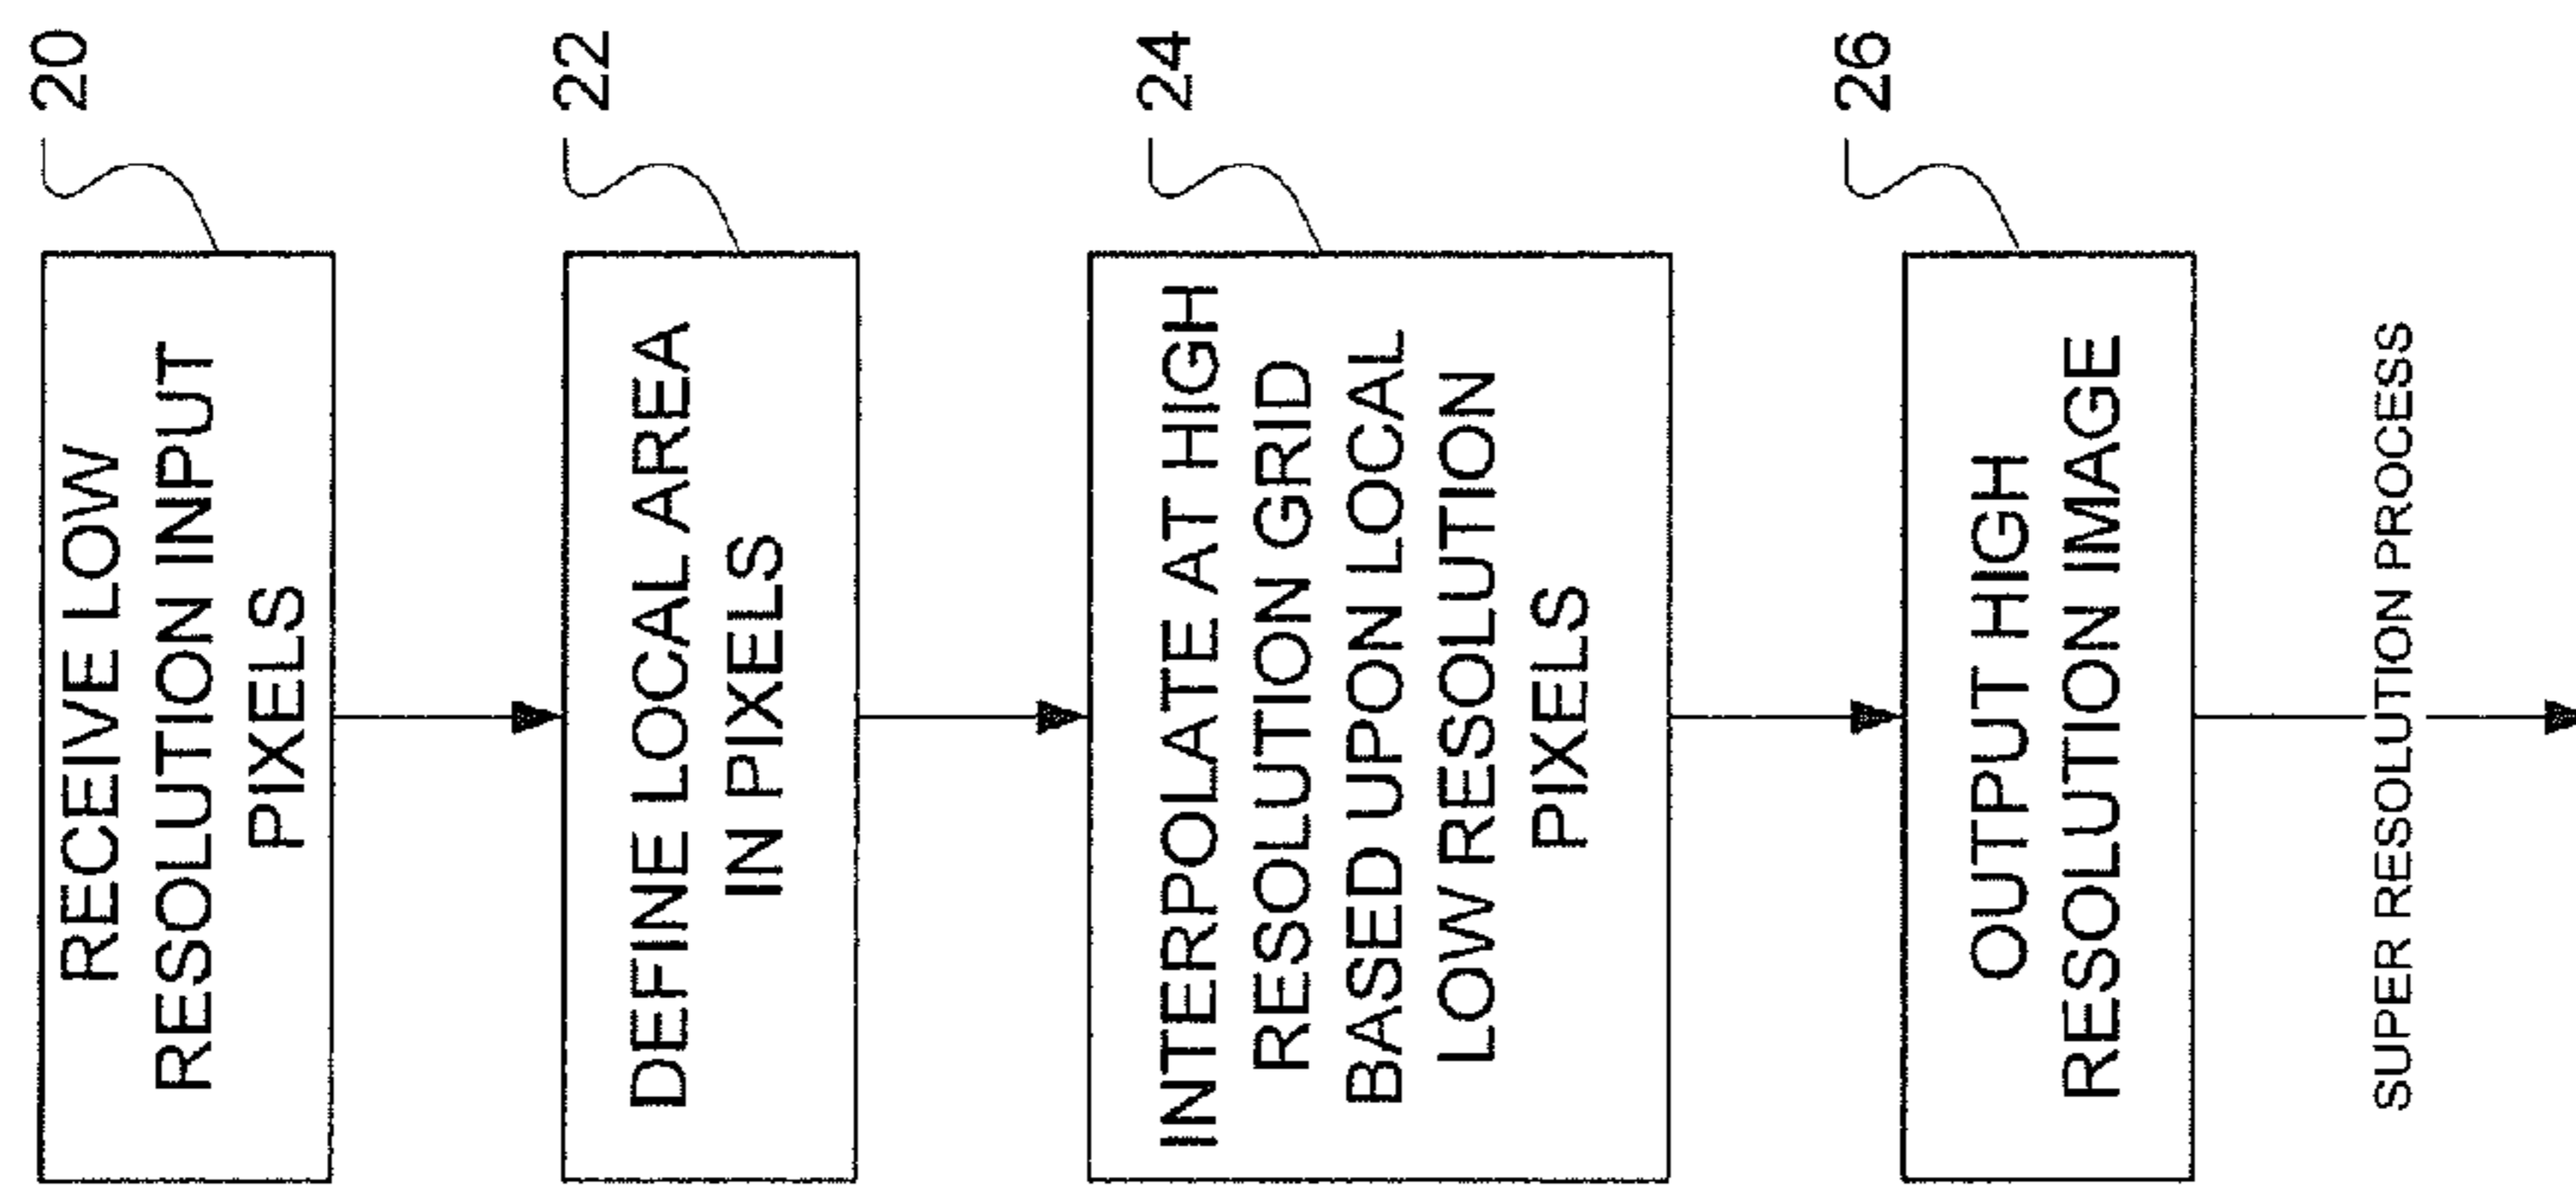 RECEIVE LOW
RESOLUTION INPUT
PIXELS
20
DEFINE LOCAL AREA
IN PIXELS
22
INTERPOLATE AT HIGH
RESOLUTION GRID
BASED UPON LOCAL
LOW RESOLUTION
PIXELS
24
OUTPUT HIGH
RESOLUTION IMAGE
26
SUPER RESOLUTION PROCESS